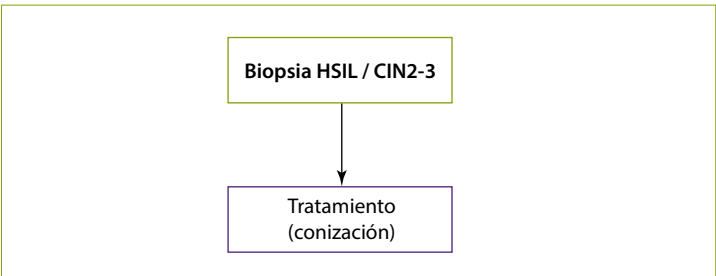 Biopsia HSIL / CIN2-3
Tratamiento
(conización)